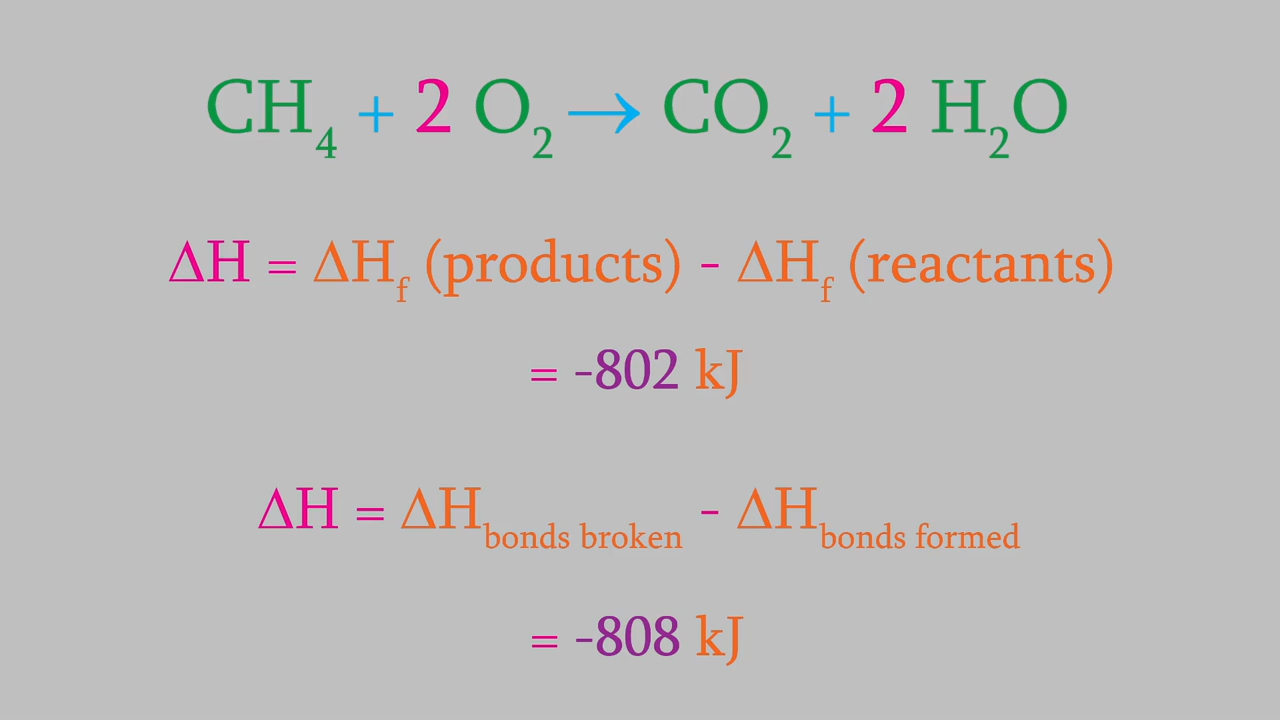 CH₄ + 2 O₂ → CO₂ + 2 H₂O
ΔH = ΔHf (products) - ΔHf (reactants)
= -802 kJ
ΔH = ΔHbonds broken - ΔHbonds formed
= -808 kJ